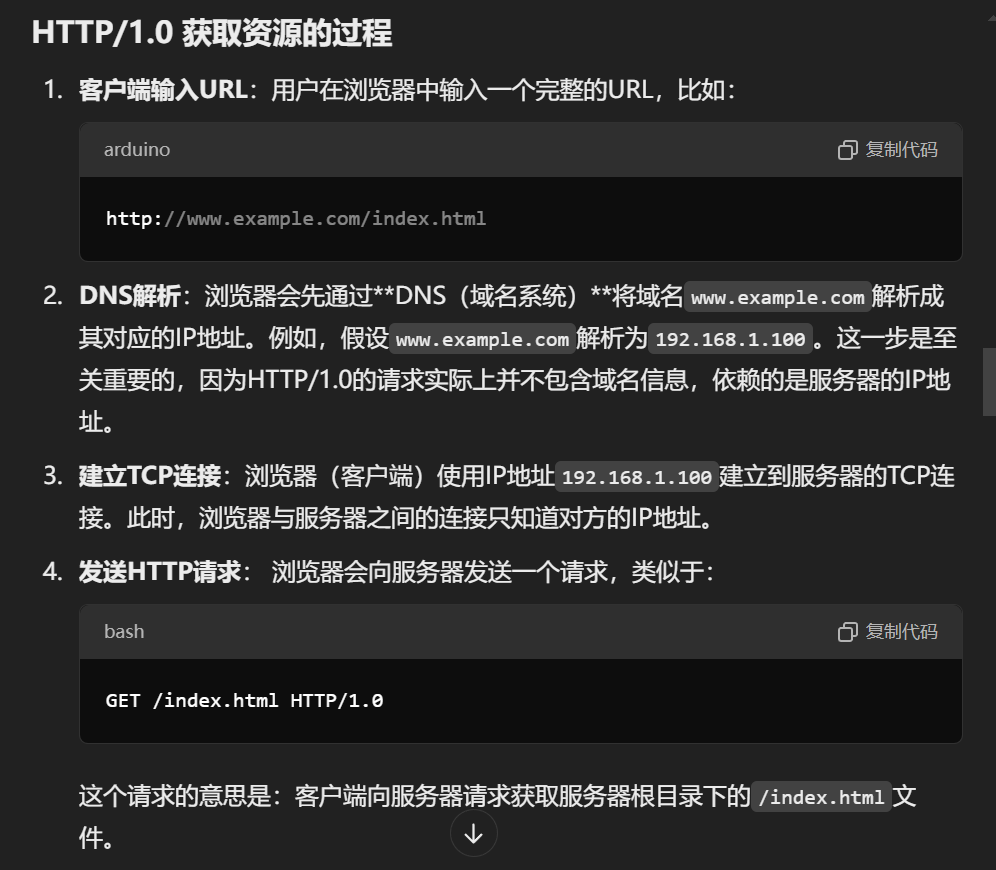 HTTP/1.0 获取资源的过程
1. 客户端输入URL：用户在浏览器中输入一个完整的URL，比如：
arduino 复制代码
http://www.example.com/index.html
2. DNS解析：浏览器会先通过**DNS（域名系统）**将域名 www.example.com 解析成
其对应的IP地址。例如，假设 www.example.com 解析为 192.168.1.100 。这一步是至
关重要的，因为HTTP/1.0的请求实际上并不包含域名信息，依赖的是服务器的IP地
址。
3. 建立TCP连接：浏览器（客户端）使用IP地址 192.168.1.100 建立到服务器的TCP连
接。此时，浏览器与服务器之间的连接只知道对方的IP地址。
4. 发送HTTP请求： 浏览器会向服务器发送一个请求，类似于：
bash 复制代码
GET /index.html HTTP/1.0
这个请求的意思是：客户端向服务器请求获取服务器根目录下的 /index.html 文
件。